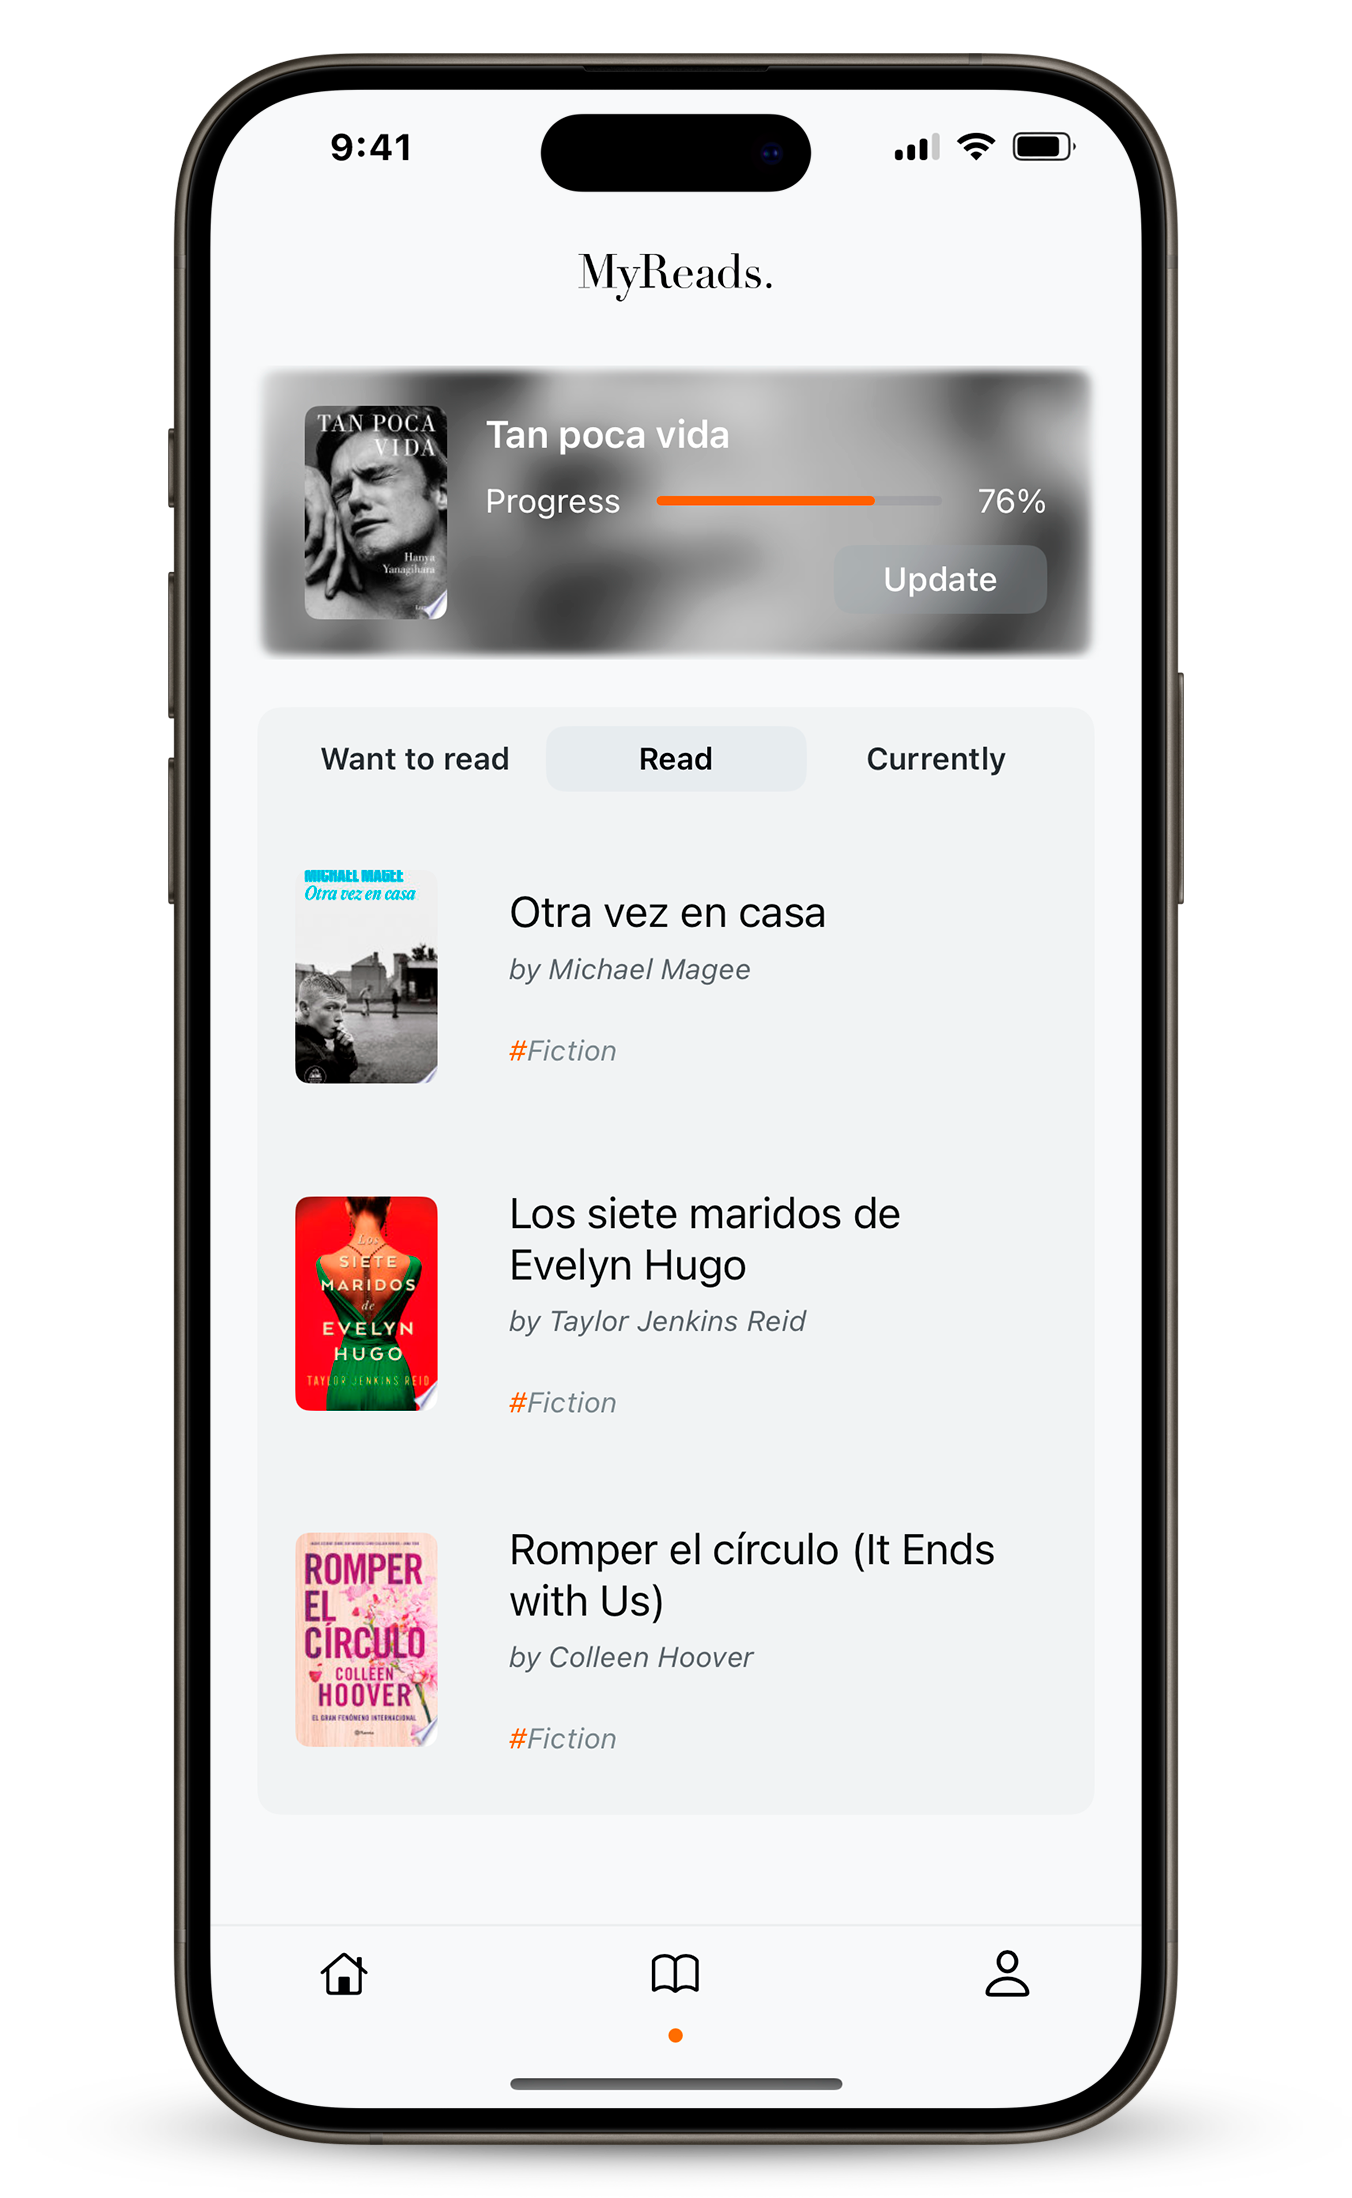 9:41
MyReads.
TAN POCA
VIDA
Hanya
Yanagihara
Tan poca vida
Progress
76%
Update
Want to read
Read
Currently
MICHAEL MAGEE
Otra vez en casa
Otra vez en casa
by Michael Magee
#Fiction
Los
SIETE
MARIDOS
de
EVELYN
HUGO
TAYLOR JENKINS REID
Los siete maridos de
Evelyn Hugo
by Taylor Jenkins Reid
#Fiction
ROMPER
EL
CÍRCULO
COLLEEN
HOOVER
EL GRAN FENÓMENO INTERNACIONAL
Planeta
Romper el círculo (It Ends
with Us)
by Colleen Hoover
#Fiction